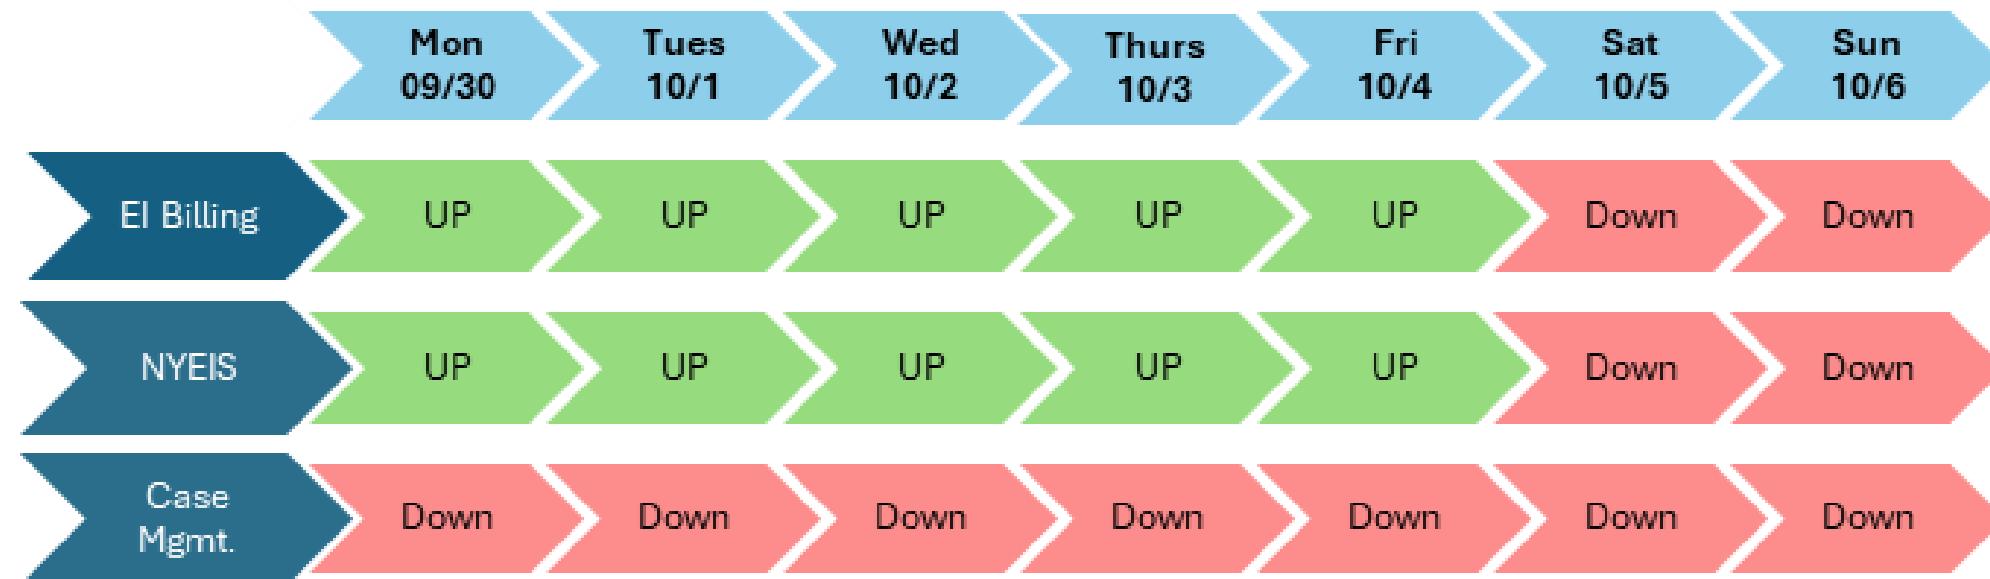 Mon Tues Wed Thurs Fri Sat Sun
09/30 10/1 10/2 10/3 10/4 10/5 10/6
EI Billing UP UP UP UP UP Down Down
NYEIS UP UP UP UP UP Down Down
Case
Mgmt. Down Down Down Down Down Down Down